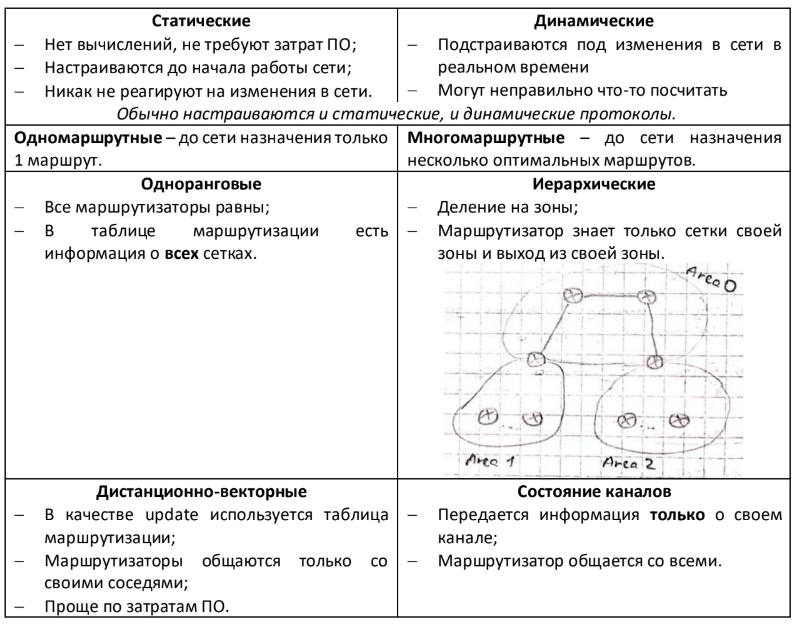 Статические
– Нет вычислений, не требуют затрат ПО;
– Настраиваются до начала работы сети;
– Никак не реагируют на изменения в сети.
Динамические
– Подстраиваются под изменения в сети в
реальном времени
– Могут неправильно что-то посчитать
Обычно настраиваются и статические, и динамические протоколы.
Одномаршрутные – до сети назначения только
1 маршрут.
Многомаршрутные – до сети назначения
несколько оптимальных маршрутов.
Одноранговые
– Все маршрутизаторы равны;
– В таблице маршрутизации есть
информация о всех сетках.
Иерархические
– Деление на зоны;
– Маршрутизатор знает только сетки своей
зоны и выход из своей зоны.
Area 0
Area 1
Area 2
Дистанционно-векторные
– В качестве update используется таблица
маршрутизации;
– Маршрутизаторы общаются только со
своими соседями;
– Проще по затратам ПО.
Состояние каналов
– Передается информация только о своем
канале;
– Маршрутизатор общается со всеми.